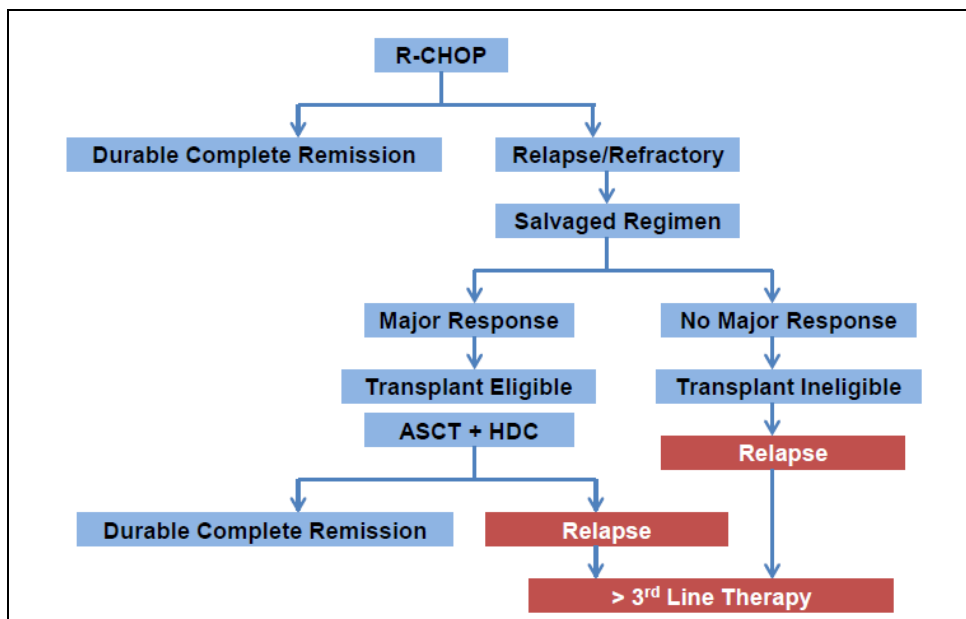 R-CHOP
Durable Complete Remission
Relapse/Refractory
Salvaged Regimen
Major Response
No Major Response
Transplant Eligible
Transplant Ineligible
ASCT + HDC
Relapse
Durable Complete Remission
Relapse
> 3rd Line Therapy